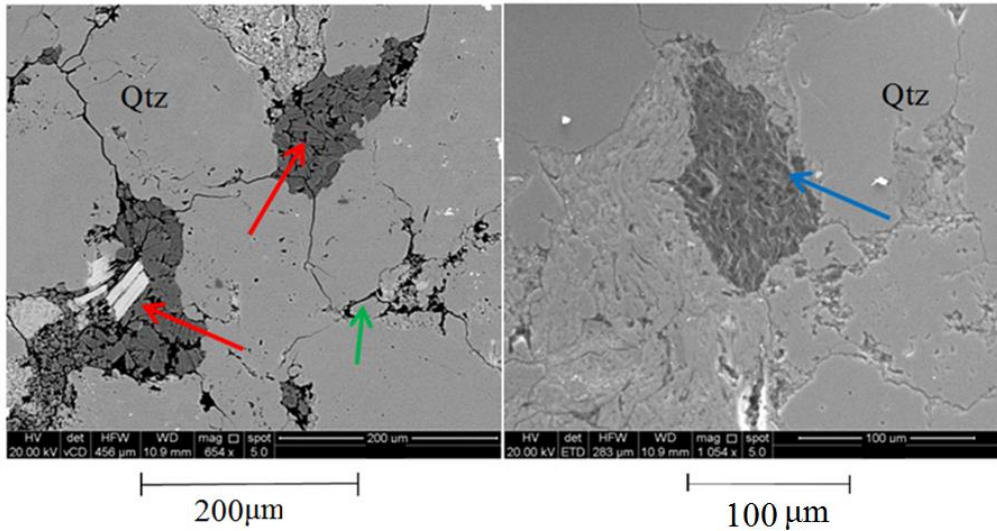 Qtz
Qtz
HV det HFW WD mag □ spot 200 µm
20.00 kV vCD 456 µm 10.9 mm 654 x 5.0
HV det HFW WD mag □ spot 100 µm
20.00 kV ETD 283 µm 10.9 mm 1 054 x 5.0
200µm
100 µm